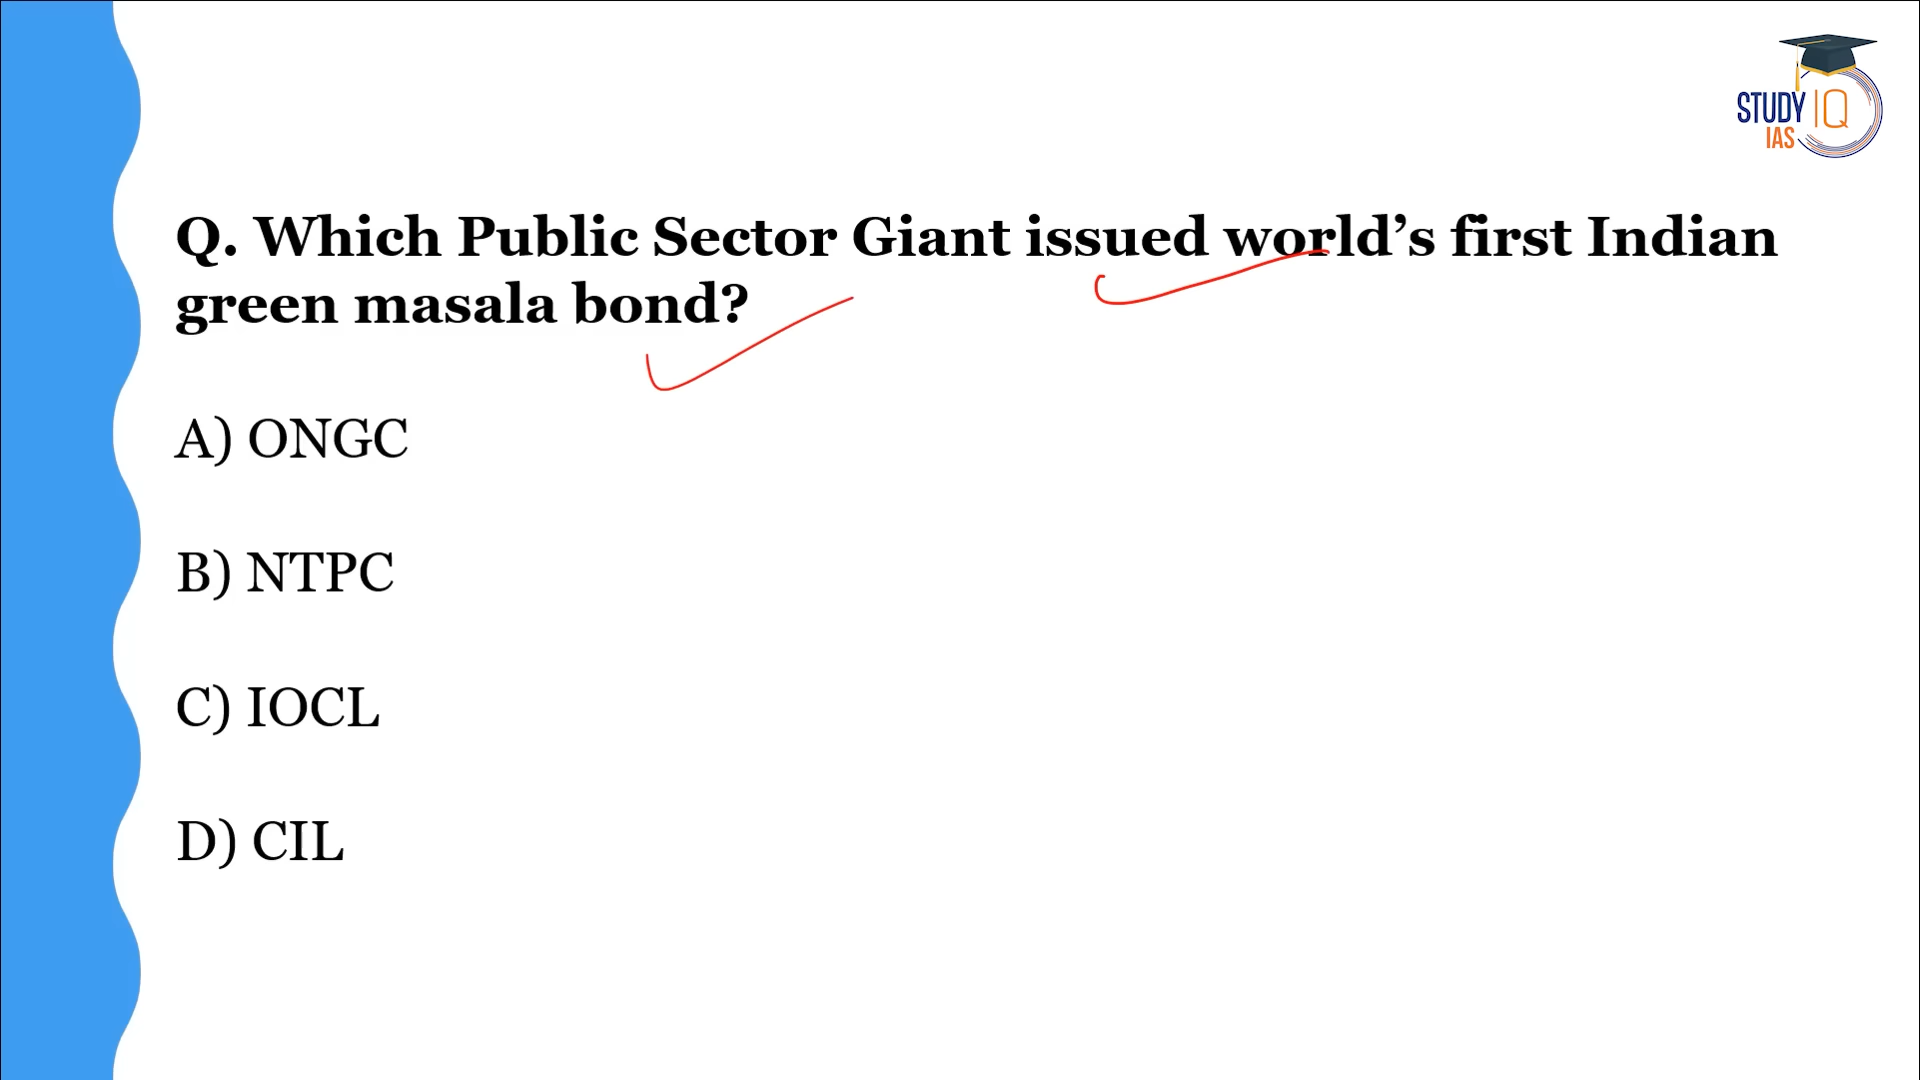 STUDY IQ
IAS
Q. Which Public Sector Giant issued world’s first Indian
green masala bond?
A) ONGC
B) NTPC
C) IOCL
D) CIL